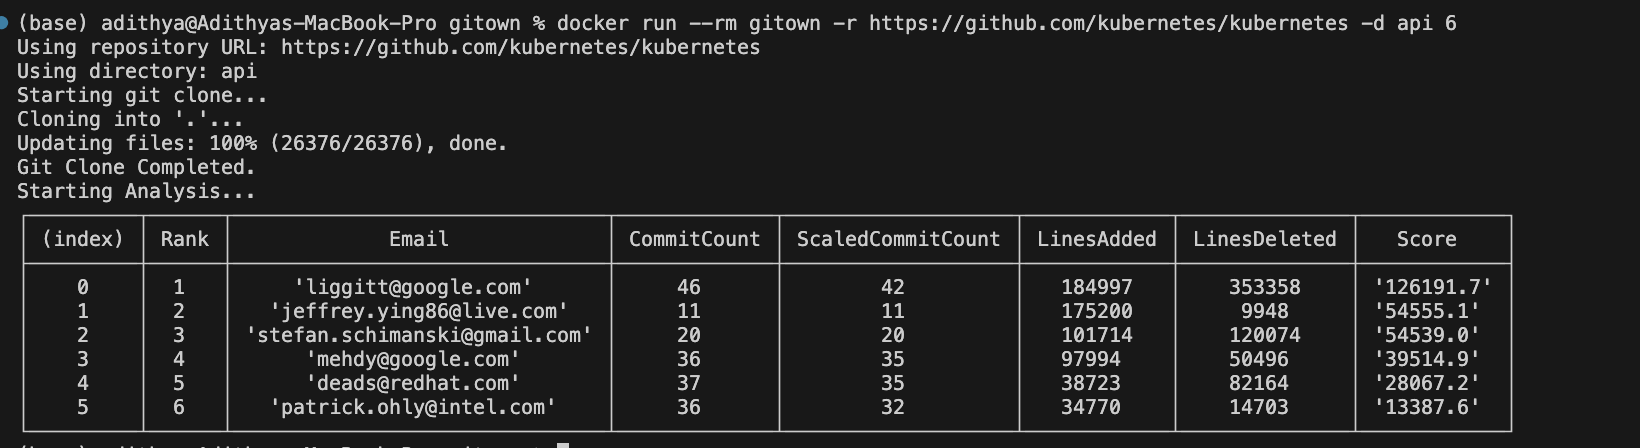 (base) adithya@Adithyas-MacBook-Pro gitown % docker run --rm gitown -r https://github.com/kubernetes/kubernetes -d api 6
Using repository URL: https://github.com/kubernetes/kubernetes
Using directory: api
Starting git clone...
Cloning into '.'...
Updating files: 100% (26376/26376), done.
Git Clone Completed.
Starting Analysis...
(index) Rank Email CommitCount ScaledCommitCount LinesAdded LinesDeleted Score
0 1 'liggitt@google.com' 46 42 184997 353358 '126191.7'
1 2 'jeffrey.ying86@live.com' 11 11 175200 9948 '54555.1'
2 3 'stefan.schimanski@gmail.com' 20 20 101714 120074 '54539.0'
3 4 'mehdy@google.com' 36 35 97994 50496 '39514.9'
4 5 'deads@redhat.com' 37 35 38723 82164 '28067.2'
5 6 'patrick.ohly@intel.com' 36 32 34770 14703 '13387.6'